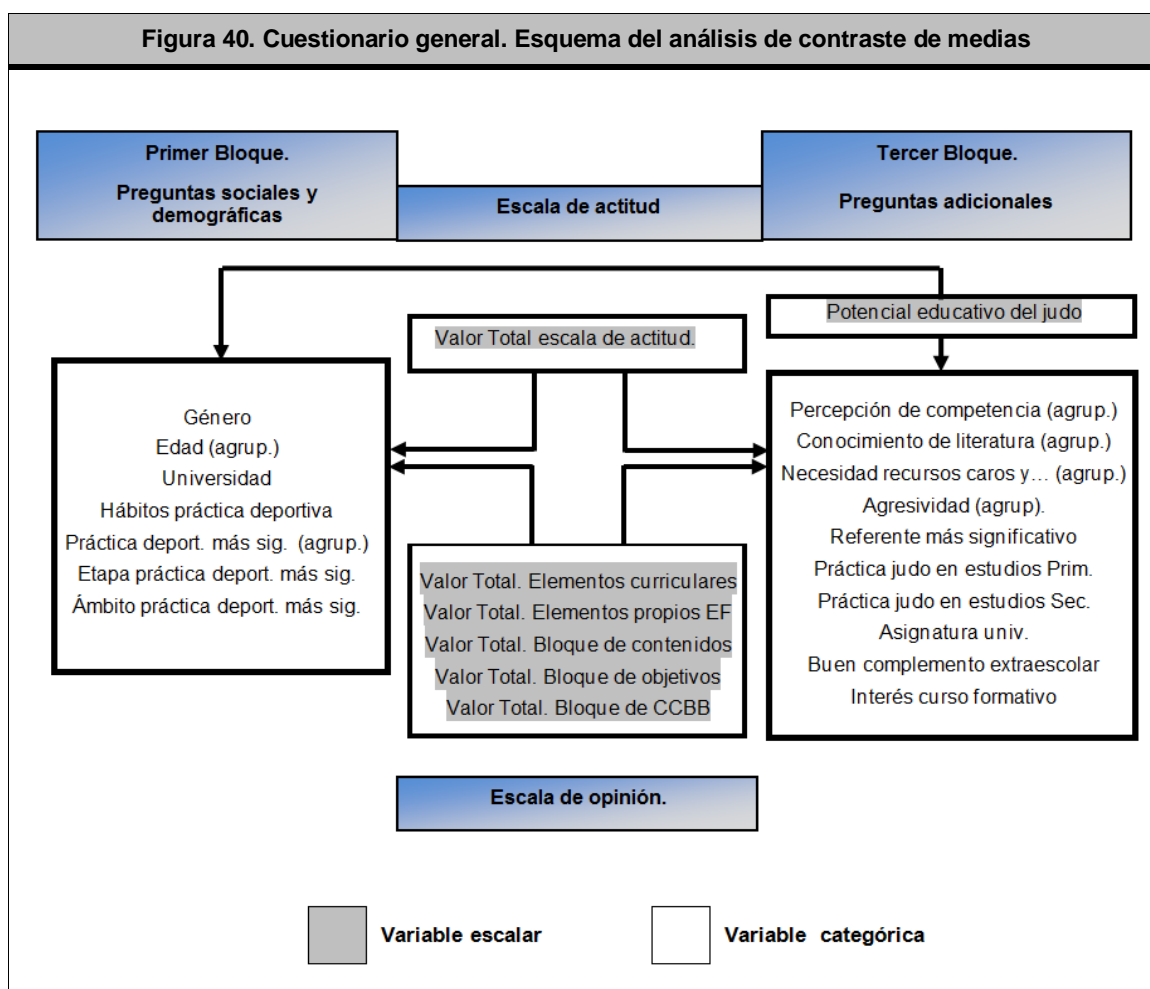 Figura 40. Cuestionario general. Esquema del análisis de contraste de medias
Primer Bloque.
Preguntas sociales y
demográficas
Escala de actitud
Tercer Bloque.
Preguntas adicionales
Potencial educativo del judo
Valor Total escala de actitud.
Género
Edad (agrup.)
Universidad
Hábitos práctica deportiva
Práctica deport. más sig. (agrup.)
Etapa práctica deport. más sig.
Ámbito práctica deport. más sig.
Percepción de competencia (agrup.)
Conocimiento de literatura (agrup.)
Necesidad recursos caros y… (agrup.)
Agresividad (agrup).
Referente más significativo
Práctica judo en estudios Prim.
Práctica judo en estudios Sec.
Asignatura univ.
Buen complemento extraescolar
Interés curso formativo
Valor Total. Elementos curriculares
Valor Total. Elementos propios EF
Valor Total. Bloque de contenidos
Valor Total. Bloque de objetivos
Valor Total. Bloque de CCBB
Escala de opinión.
Variable escalar
Variable categórica